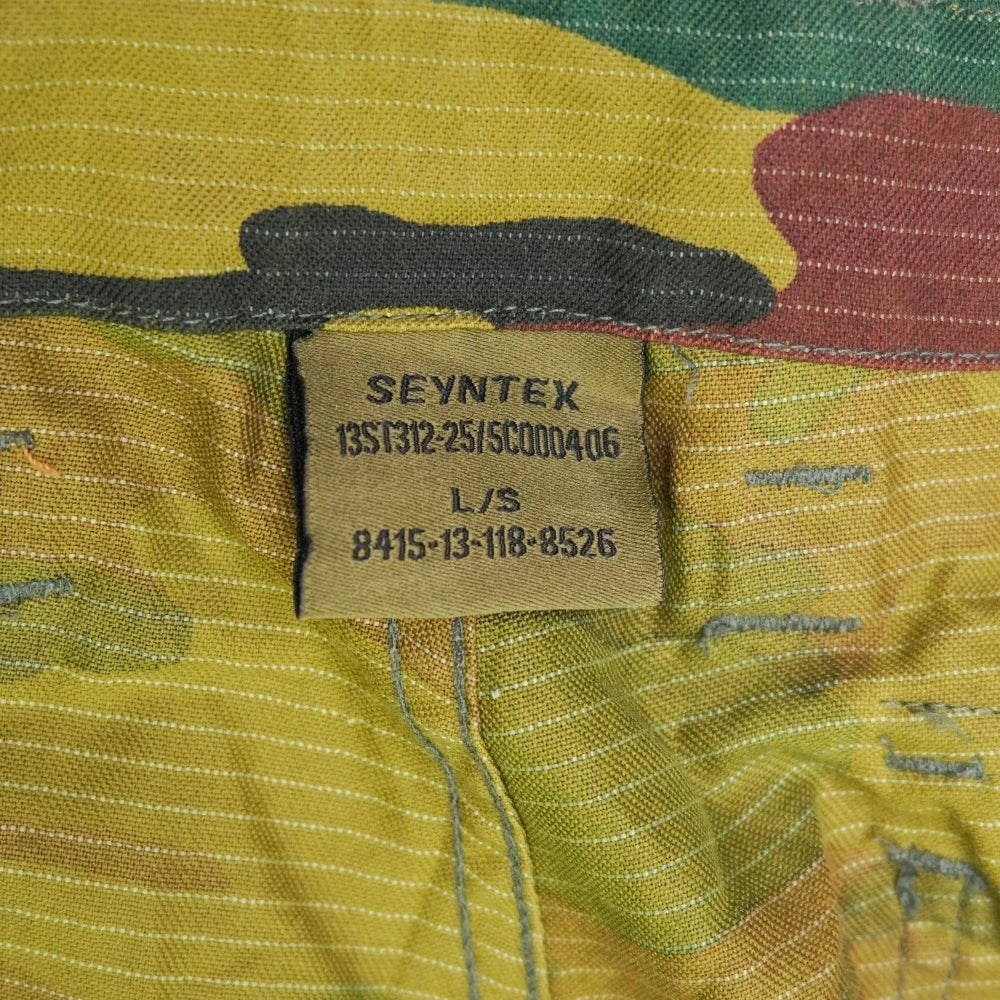 SEYNTEX
13ST312-25/5C000406
L/S
8415-13-118-8526